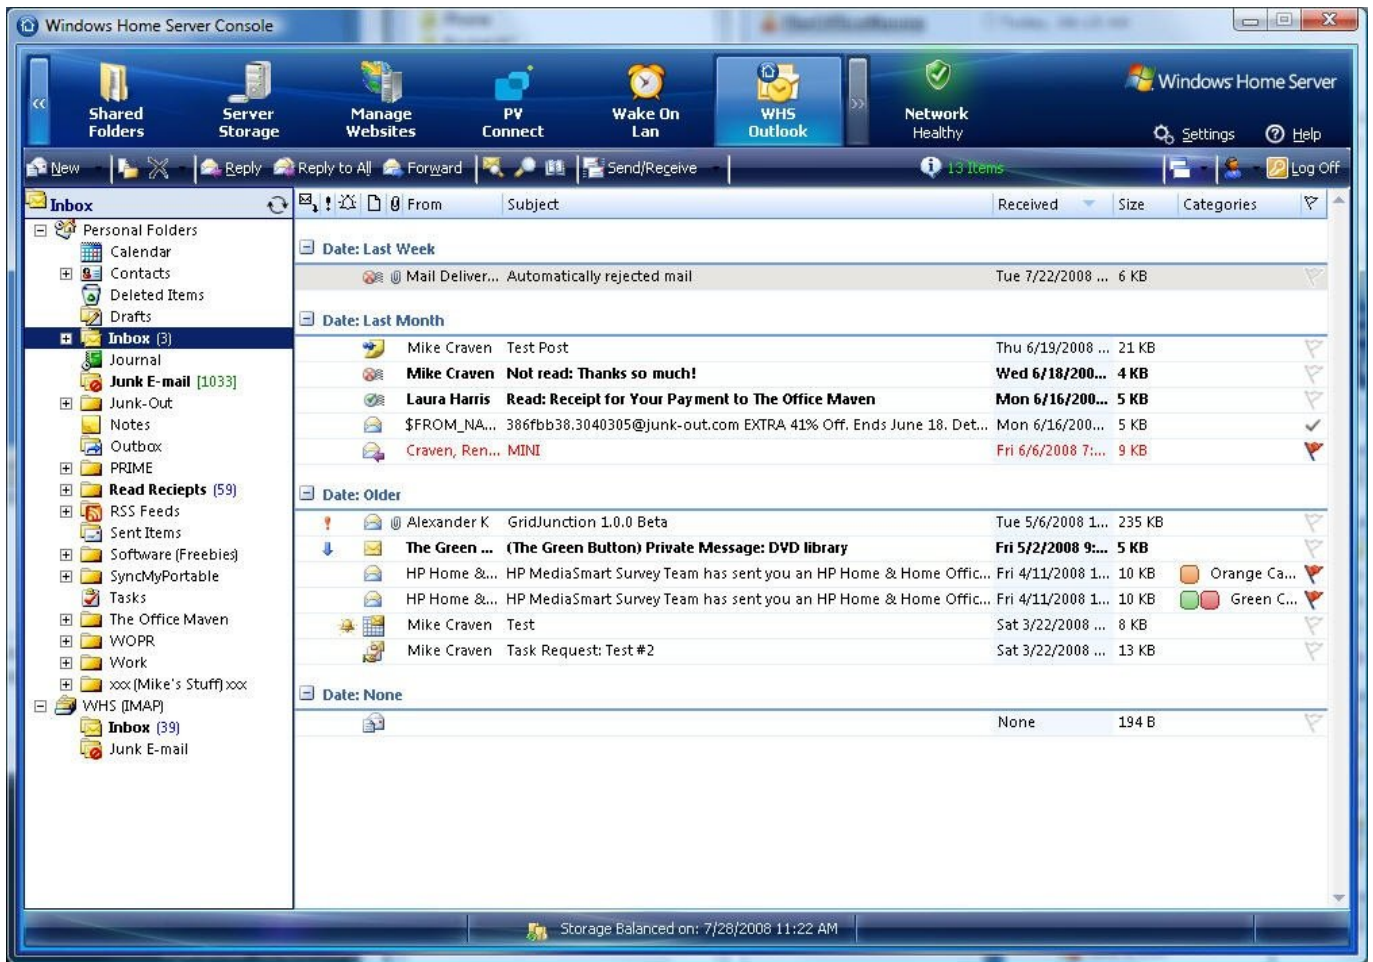 Windows Home Server Console
Shared Folders
Server Storage
Manage Websites
PV Connect
Wake On Lan
WHS Outlook
Network Healthy
Windows Home Server
Settings Help
New Reply Reply to All Forward Send/Receive 13 Items Log Off
Inbox
Personal Folders
Calendar
Contacts
Deleted Items
Drafts
Inbox (3)
Journal
Junk E-mail [1033]
Junk-Out
Notes
Outbox
PRIME
Read Reciepts (59)
RSS Feeds
Sent Items
Software (Freebies)
SyncMyPortable
Tasks
The Office Maven
WOPR
Work
xxx (Mike's Stuff) xxx
WHS (IMAP)
Inbox (39)
Junk E-mail
From Subject Received Size Categories
Date: Last Week
Mail Deliver... Automatically rejected mail Tue 7/22/2008 ... 6 KB
Date: Last Month
Mike Craven Test Post Thu 6/19/2008 ... 21 KB
Mike Craven Not read: Thanks so much! Wed 6/18/200... 4 KB
Laura Harris Read: Receipt for Your Payment to The Office Maven Mon 6/16/200... 5 KB
$FROM_NA... 386fbb38.3040305@junk-out.com EXTRA 41% Off. Ends June 18. Det... Mon 6/16/200... 5 KB
Craven, Ren... MINI Fri 6/6/2008 7:... 9 KB
Date: Older
Alexander K GridJunction 1.0.0 Beta Tue 5/6/2008 1... 235 KB
The Green ... (The Green Button) Private Message: DVD library Fri 5/2/2008 9:... 5 KB
HP Home &... HP MediaSmart Survey Team has sent you an HP Home & Home Offic... Fri 4/11/2008 1... 10 KB Orange Ca...
HP Home &... HP MediaSmart Survey Team has sent you an HP Home & Home Offic... Fri 4/11/2008 1... 10 KB Green C...
Mike Craven Test Sat 3/22/2008 ... 8 KB
Mike Craven Task Request: Test #2 Sat 3/22/2008 ... 13 KB
Date: None
None 194 B
Storage Balanced on: 7/28/2008 11:22 AM